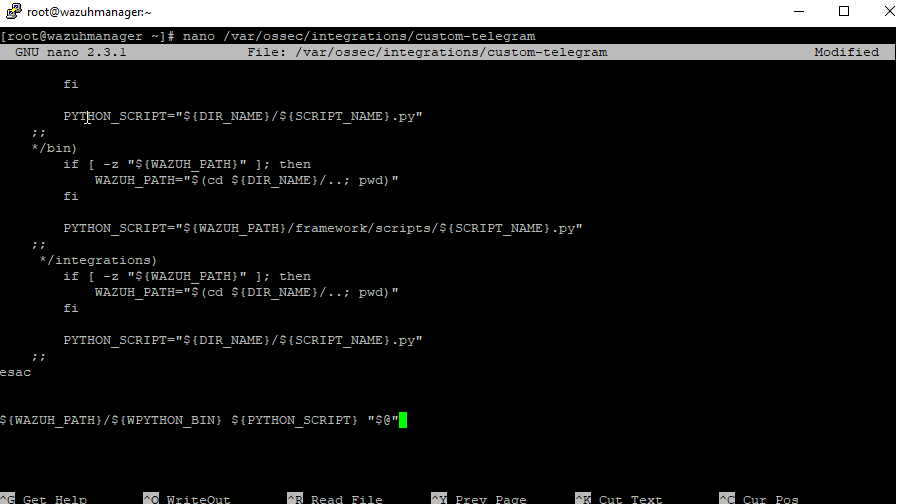 root@wazuhmanager:~
[root@wazuhmanager ~]# nano /var/ossec/integrations/custom-telegram
GNU nano 2.3.1 File: /var/ossec/integrations/custom-telegram Modified
fi
PYTHON_SCRIPT="${DIR_NAME}/${SCRIPT_NAME}.py"
;;
*/bin)
if [ -z "${WAZUH_PATH}" ]; then
WAZUH_PATH="$(cd ${DIR_NAME}/..; pwd)"
fi
PYTHON_SCRIPT="${WAZUH_PATH}/framework/scripts/${SCRIPT_NAME}.py"
;;
*/integrations)
if [ -z "${WAZUH_PATH}" ]; then
WAZUH_PATH="$(cd ${DIR_NAME}/..; pwd)"
fi
PYTHON_SCRIPT="${DIR_NAME}/${SCRIPT_NAME}.py"
;;
esac
${WAZUH_PATH}/${WPYTHON_BIN} ${PYTHON_SCRIPT} "$@"
^G Get Help ^O WriteOut ^R Read File ^Y Prev Page ^K Cut Text ^C Cur Pos